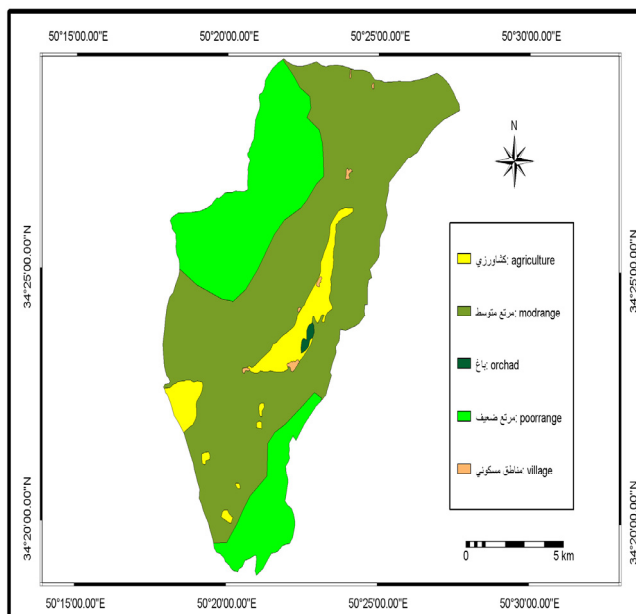 50°15'00.00"E 50°20'00.00"E 50°25'00.00"E 50°30'00.00"E
N
34°25'00.00"N 34°25'00.00"N
كشاورزي: agriculture
مرتع متوسط: modrange
باغ: orchad
مرتع ضعيف: poorrange
مناطق مسكوني: village
34°20'00.00"N 34°20'00.00"N
0 5 km
50°15'00.00"E 50°20'00.00"E 50°25'00.00"E 50°30'00.00"E